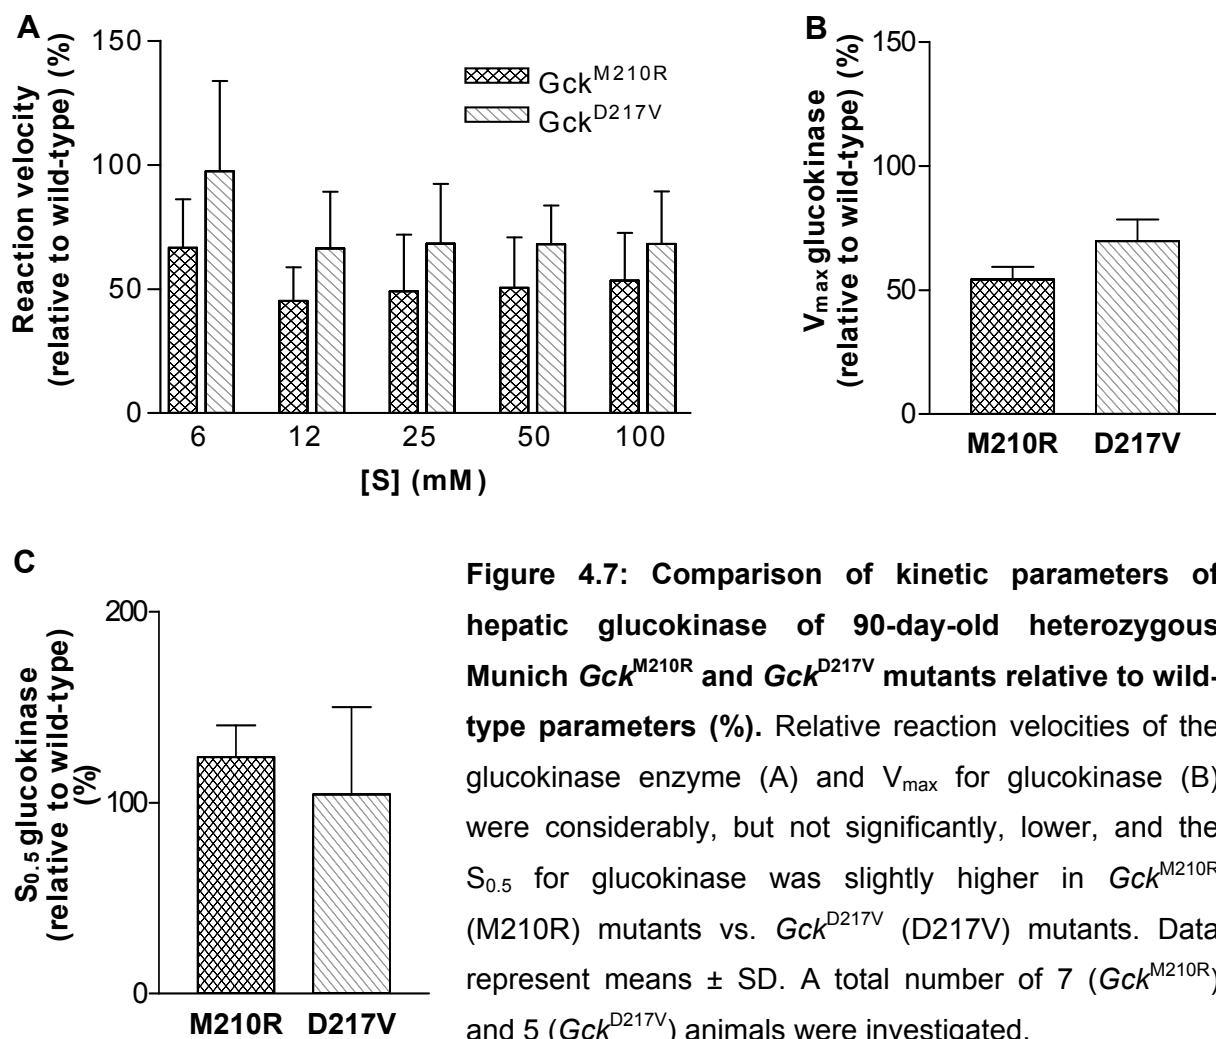 A
Reaction velocity
(relative to wild-type) (%)
150
100
50
0
Gck^M210R
Gck^D217V
6 12 25 50 100
[S] (mM)
B
Vmax glucokinase
(relative to wild-type) (%)
150
100
50
0
M210R D217V
C
S0.5 glucokinase
(relative to wild-type)
(%)
200
100
0
M210R D217V
Figure 4.7: Comparison of kinetic parameters of
hepatic glucokinase of 90-day-old heterozygous
Munich Gck^M210R and Gck^D217V mutants relative to wild-
type parameters (%). Relative reaction velocities of the
glucokinase enzyme (A) and Vmax for glucokinase (B)
were considerably, but not significantly, lower, and the
S0.5 for glucokinase was slightly higher in Gck^M210R
(M210R) mutants vs. Gck^D217V (D217V) mutants. Data
represent means ± SD. A total number of 7 (Gck^M210R)
and 5 (Gck^D217V) animals were investigated.